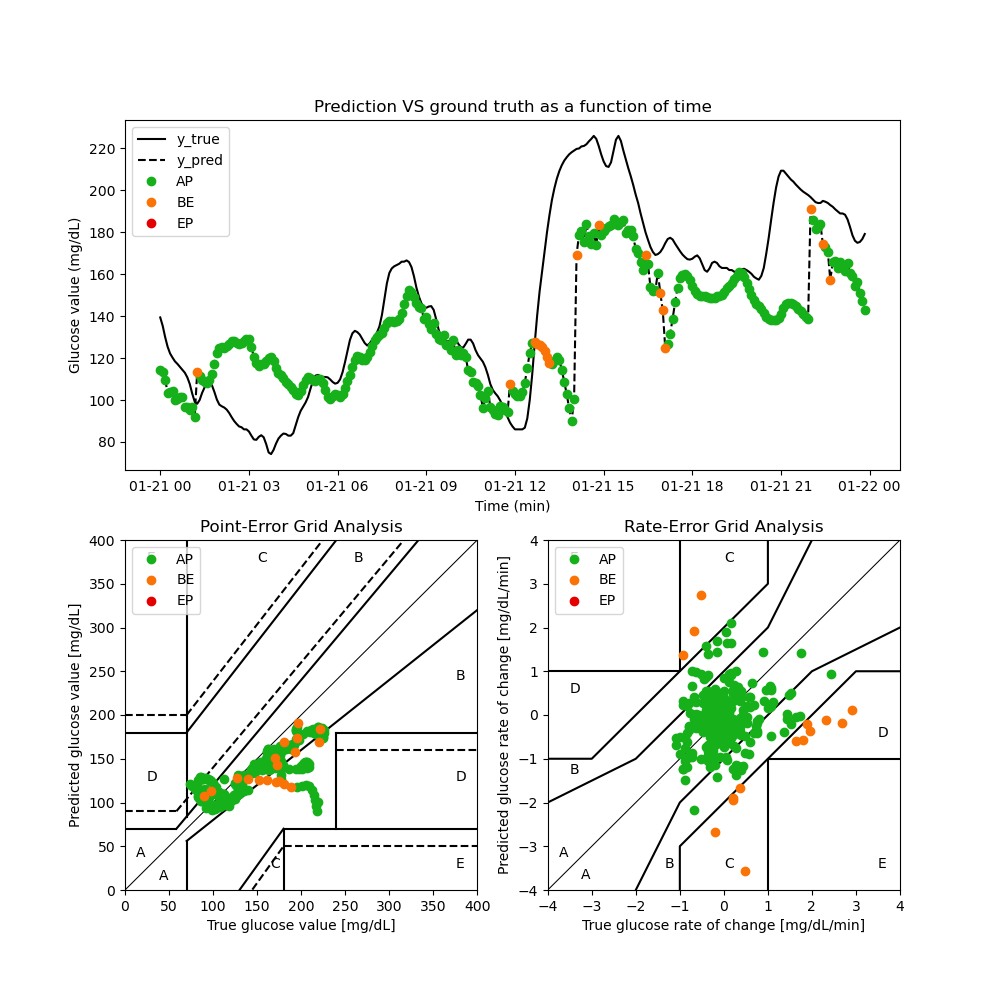 Prediction VS ground truth as a function of time
Glucose value (mg/dL)
220
200
180
160
140
120
100
80
y_true
y_pred
AP
BE
EP
01-21 00 01-21 03 01-21 06 01-21 09 01-21 12 01-21 15 01-21 18 01-21 21 01-22 00
Time (min)
Point-Error Grid Analysis
Predicted glucose value [mg/dL]
400
350
300
250
200
150
100
50
0
AP
BE
EP
C
B
B
D
D
A
A
C
E
0 50 100 150 200 250 300 350 400
True glucose value [mg/dL]
Rate-Error Grid Analysis
Predicted glucose rate of change [mg/dL/min]
4
3
2
1
0
−1
−2
−3
−4
AP
BE
EP
C
D
D
B
A
A
B
C
E
−4 −3 −2 −1 0 1 2 3 4
True glucose rate of change [mg/dL/min]